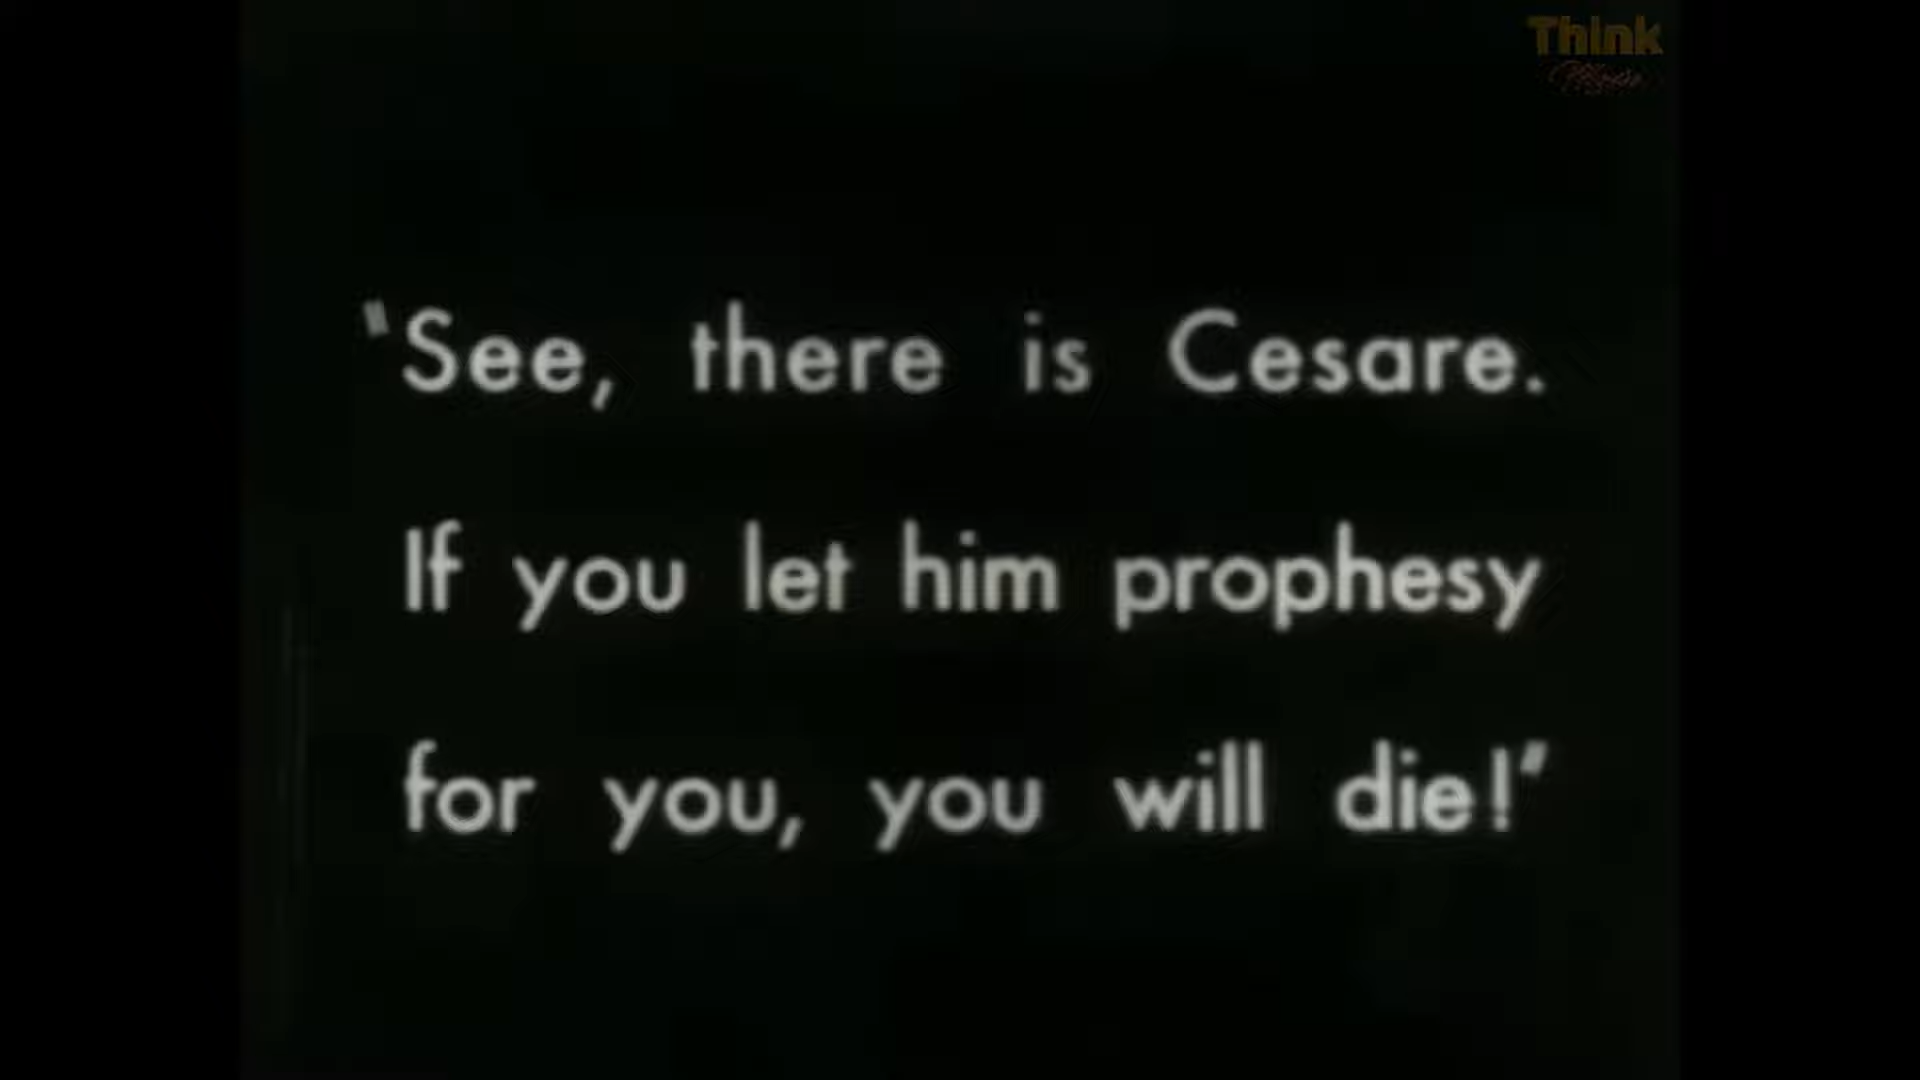 Think
"See, there is Cesare.
If you let him prophesy
for you, you will die!"